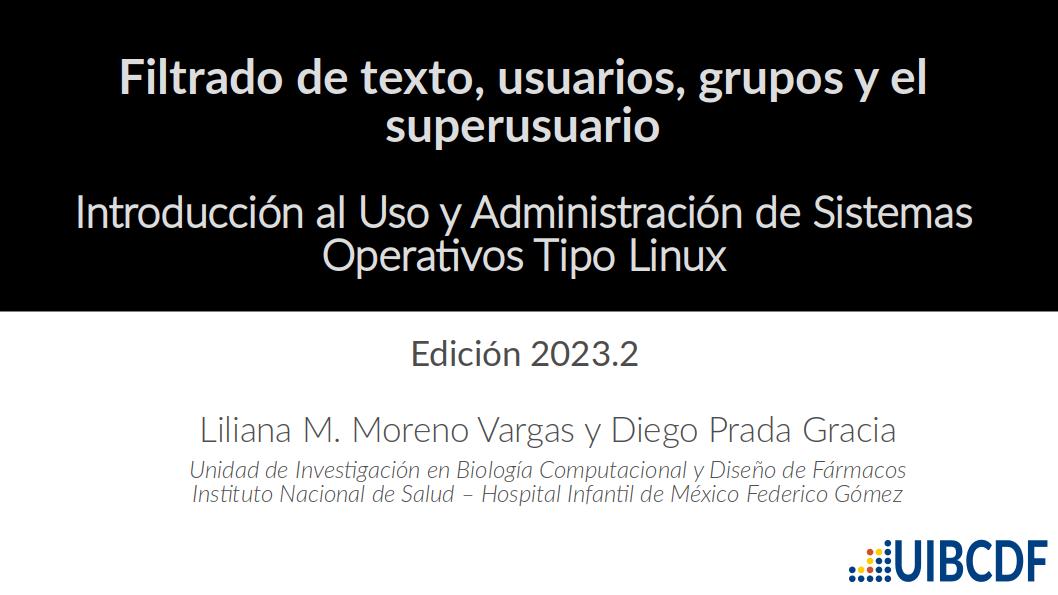 Filtrado de texto, usuarios, grupos y el
superusuario
Introducción al Uso y Administración de Sistemas
Operativos Tipo Linux
Edición 2023.2
Liliana M. Moreno Vargas y Diego Prada Gracia
Unidad de Investigación en Biología Computacional y Diseño de Fármacos
Instituto Nacional de Salud – Hospital Infantil de México Federico Gómez
UIBCDF